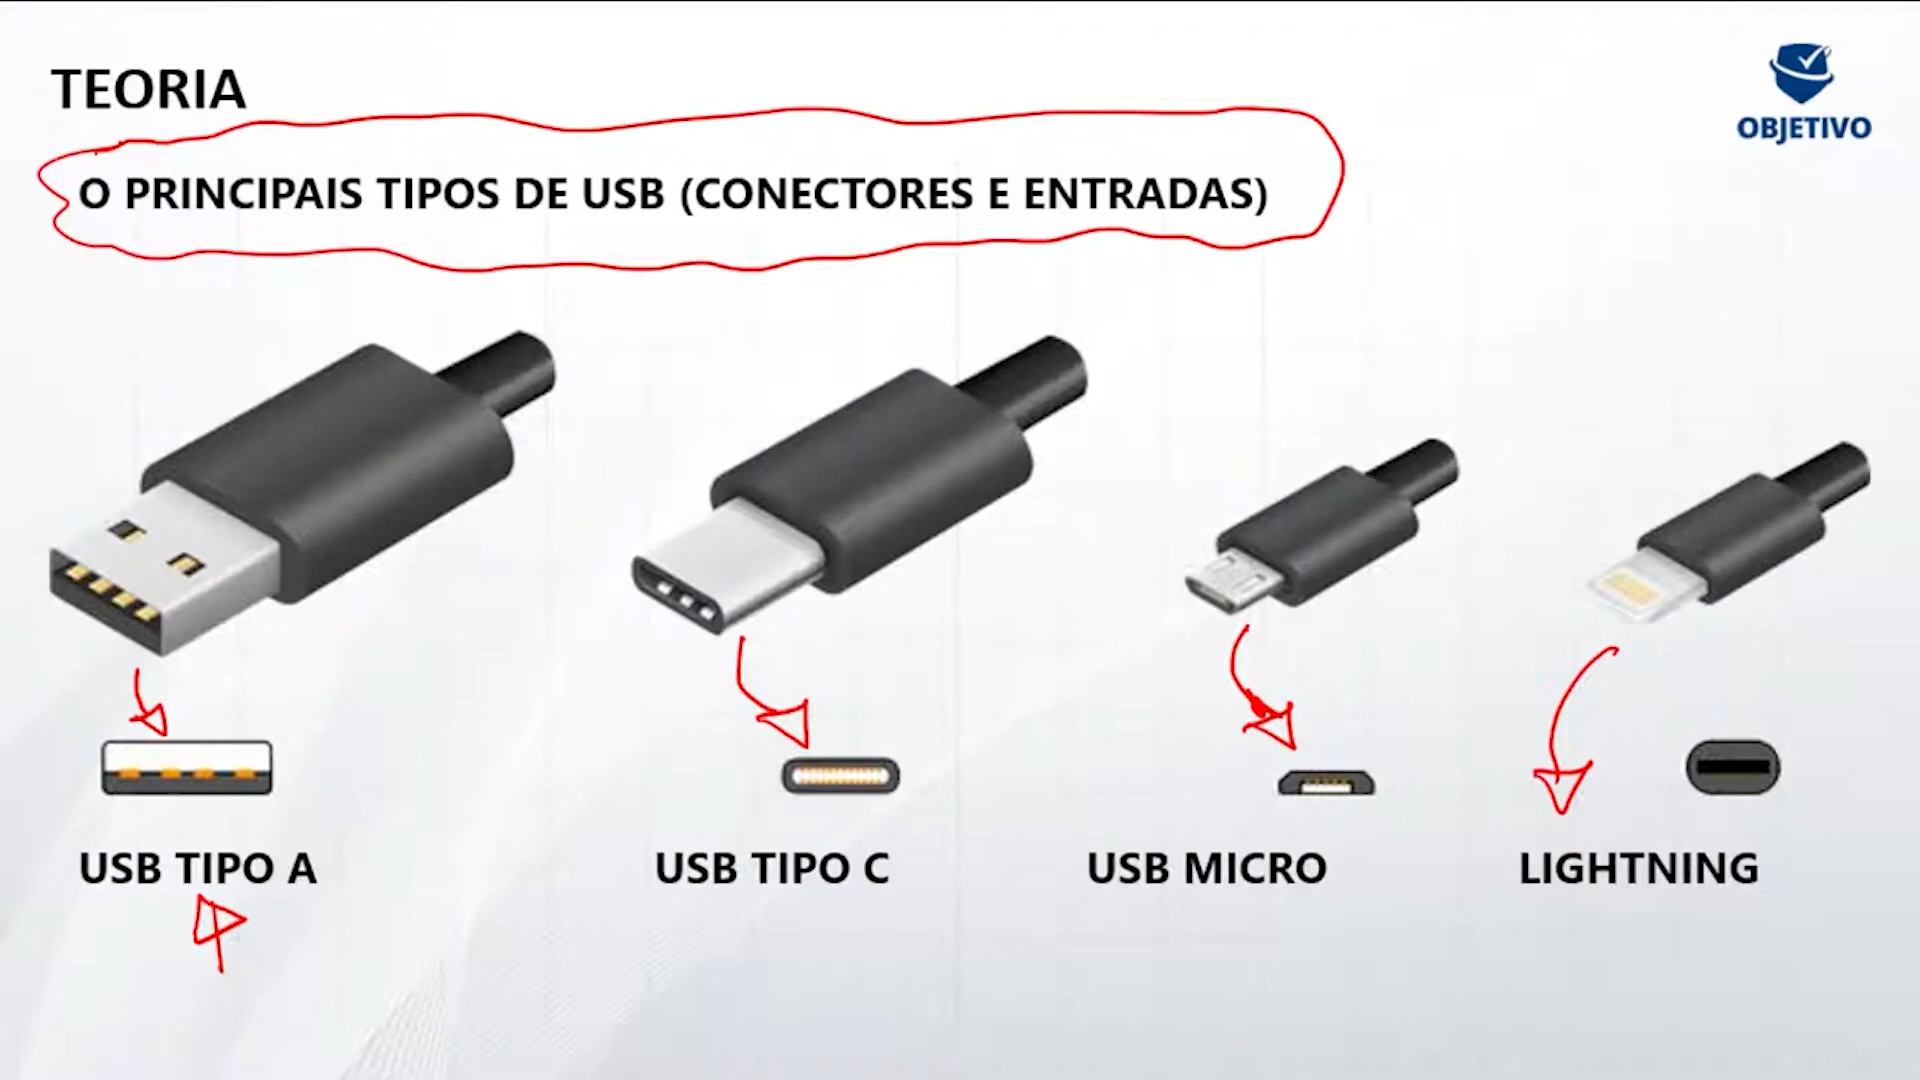 TEORIA
OBJETIVO
O PRINCIPAIS TIPOS DE USB (CONECTORES E ENTRADAS)
USB TIPO A
USB TIPO C
USB MICRO
LIGHTNING